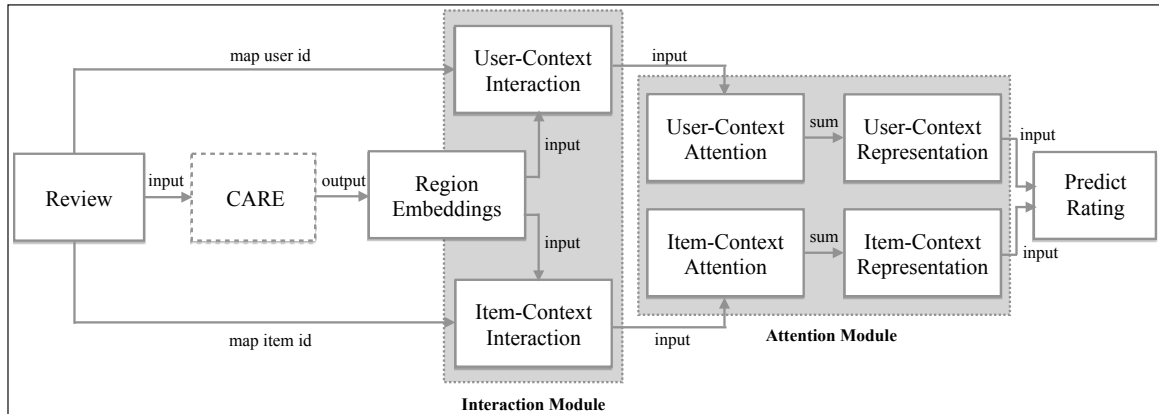 map user id
User-Context
Interaction
input
input
User-Context
Attention
sum
User-Context
Representation
input
Review
input
CARE
output
Region
Embeddings
Predict
Rating
input
Item-Context
Attention
sum
Item-Context
Representation
input
map item id
Item-Context
Interaction
input
Attention Module
Interaction Module